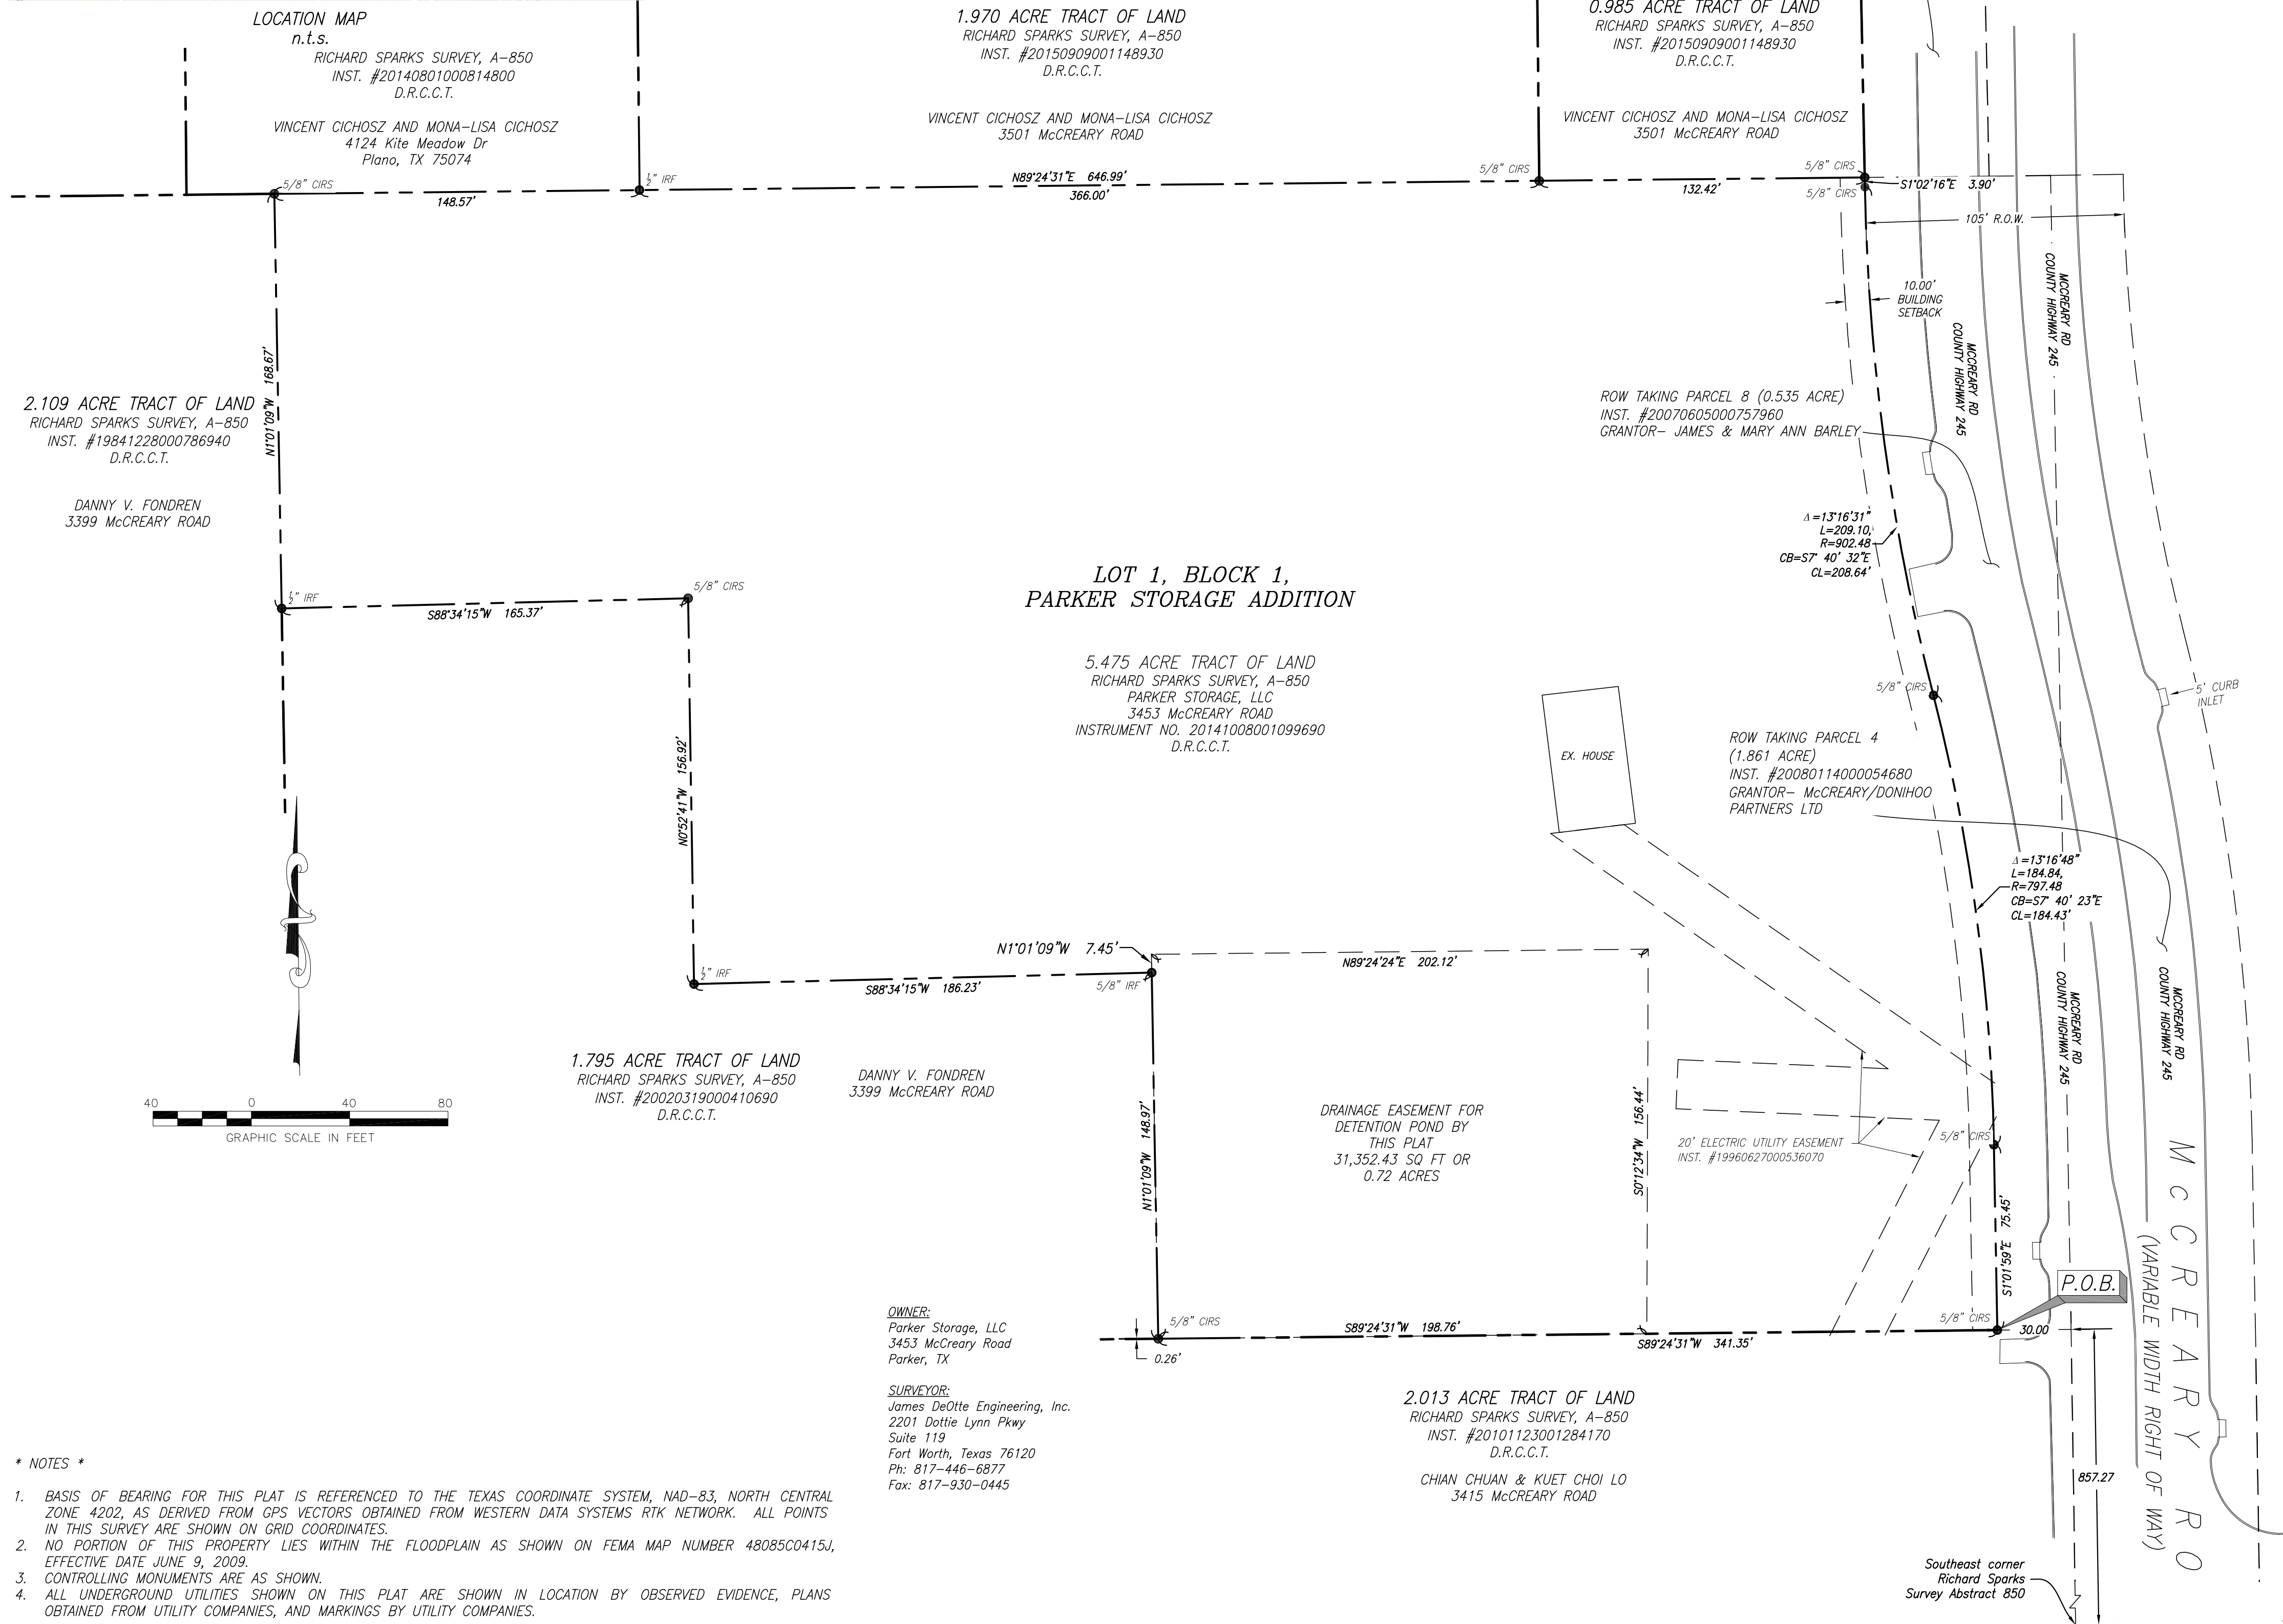 LOCATION MAP
n.t.s.
RICHARD SPARKS SURVEY, A-850
INST. #20140801000814800
D.R.C.C.T.
VINCENT CICHOSZ AND MONA-LISA CICHOSZ
4124 Kite Meadow Dr
Plano, TX 75074
1.970 ACRE TRACT OF LAND
RICHARD SPARKS SURVEY, A-850
INST. #20150909001148930
D.R.C.C.T.
VINCENT CICHOSZ AND MONA-LISA CICHOSZ
3501 McCREARY ROAD
0.985 ACRE TRACT OF LAND
RICHARD SPARKS SURVEY, A-850
INST. #20150909001148930
D.R.C.C.T.
VINCENT CICHOSZ AND MONA-LISA CICHOSZ
3501 McCREARY ROAD
5/8" CIRS
148.57'
1/2" IRF
N89°24'31"E 646.99'
366.00'
5/8" CIRS
132.42'
5/8" CIRS
5/8" CIRS
S1°02'16"E 3.90'
105' R.O.W.
10.00'
BUILDING
SETBACK
MCCREARY RD
COUNTY HIGHWAY 245
MCCREARY RD
COUNTY HIGHWAY 245
N1°01'09"W 168.67'
2.109 ACRE TRACT OF LAND
RICHARD SPARKS SURVEY, A-850
INST. #19841228000786940
D.R.C.C.T.
DANNY V. FONDREN
3399 McCREARY ROAD
ROW TAKING PARCEL 8 (0.535 ACRE)
INST. #20070605000757960
GRANTOR- JAMES & MARY ANN BARLEY
Δ=13°16'31"
L=209.10,
R=902.48
CB=S7° 40' 32"E
CL=208.64'
1/2" IRF
S88°34'15"W 165.37'
5/8" CIRS
LOT 1, BLOCK 1,
PARKER STORAGE ADDITION
5.475 ACRE TRACT OF LAND
RICHARD SPARKS SURVEY, A-850
PARKER STORAGE, LLC
3453 McCREARY ROAD
INSTRUMENT NO. 20141008001099690
D.R.C.C.T.
EX. HOUSE
5/8" CIRS
5' CURB
INLET
ROW TAKING PARCEL 4
(1.861 ACRE)
INST. #20080114000054680
GRANTOR- McCREARY/DONIHOO
PARTNERS LTD
N0°52'41"W 156.92'
Δ=13°16'48"
L=184.84,
R=797.48
CB=S7° 40' 23"E
CL=184.43'
N1°01'09"W 7.45'
N89°24'24"E 202.12'
1/2" IRF
S88°34'15"W 186.23'
5/8" IRF
MCCREARY RD
COUNTY HIGHWAY 245
MCCREARY RD
COUNTY HIGHWAY 245
1.795 ACRE TRACT OF LAND
RICHARD SPARKS SURVEY, A-850
INST. #20020319000410690
D.R.C.C.T.
DANNY V. FONDREN
3399 McCREARY ROAD
40 0 40 80
GRAPHIC SCALE IN FEET
N1°01'09"W 148.97'
DRAINAGE EASEMENT FOR
DETENTION POND BY
THIS PLAT
31,352.43 SQ FT OR
0.72 ACRES
S0°12'34"W 156.44'
20' ELECTRIC UTILITY EASEMENT
INST. #19960627000536070
5/8" CIRS
S1°01'59"E 75.45'
McCREARY RO
(VARIABLE WIDTH RIGHT OF WAY)
P.O.B.
5/8" CIRS
30.00
5/8" CIRS
S89°24'31"W 198.76'
S89°24'31"W 341.35'
0.26'
OWNER:
Parker Storage, LLC
3453 McCreary Road
Parker, TX
SURVEYOR:
James DeOtte Engineering, Inc.
2201 Dottie Lynn Pkwy
Suite 119
Fort Worth, Texas 76120
Ph: 817-446-6877
Fax: 817-930-0445
2.013 ACRE TRACT OF LAND
RICHARD SPARKS SURVEY, A-850
INST. #20101123001284170
D.R.C.C.T.
CHIAN CHUAN & KUET CHOI LO
3415 McCREARY ROAD
857.27
Southeast corner
Richard Sparks
Survey Abstract 850
* NOTES *
1. BASIS OF BEARING FOR THIS PLAT IS REFERENCED TO THE TEXAS COORDINATE SYSTEM, NAD-83, NORTH CENTRAL
ZONE 4202, AS DERIVED FROM GPS VECTORS OBTAINED FROM WESTERN DATA SYSTEMS RTK NETWORK. ALL POINTS
IN THIS SURVEY ARE SHOWN ON GRID COORDINATES.
2. NO PORTION OF THIS PROPERTY LIES WITHIN THE FLOODPLAIN AS SHOWN ON FEMA MAP NUMBER 48085C0415J,
EFFECTIVE DATE JUNE 9, 2009.
3. CONTROLLING MONUMENTS ARE AS SHOWN.
4. ALL UNDERGROUND UTILITIES SHOWN ON THIS PLAT ARE SHOWN IN LOCATION BY OBSERVED EVIDENCE, PLANS
OBTAINED FROM UTILITY COMPANIES, AND MARKINGS BY UTILITY COMPANIES.